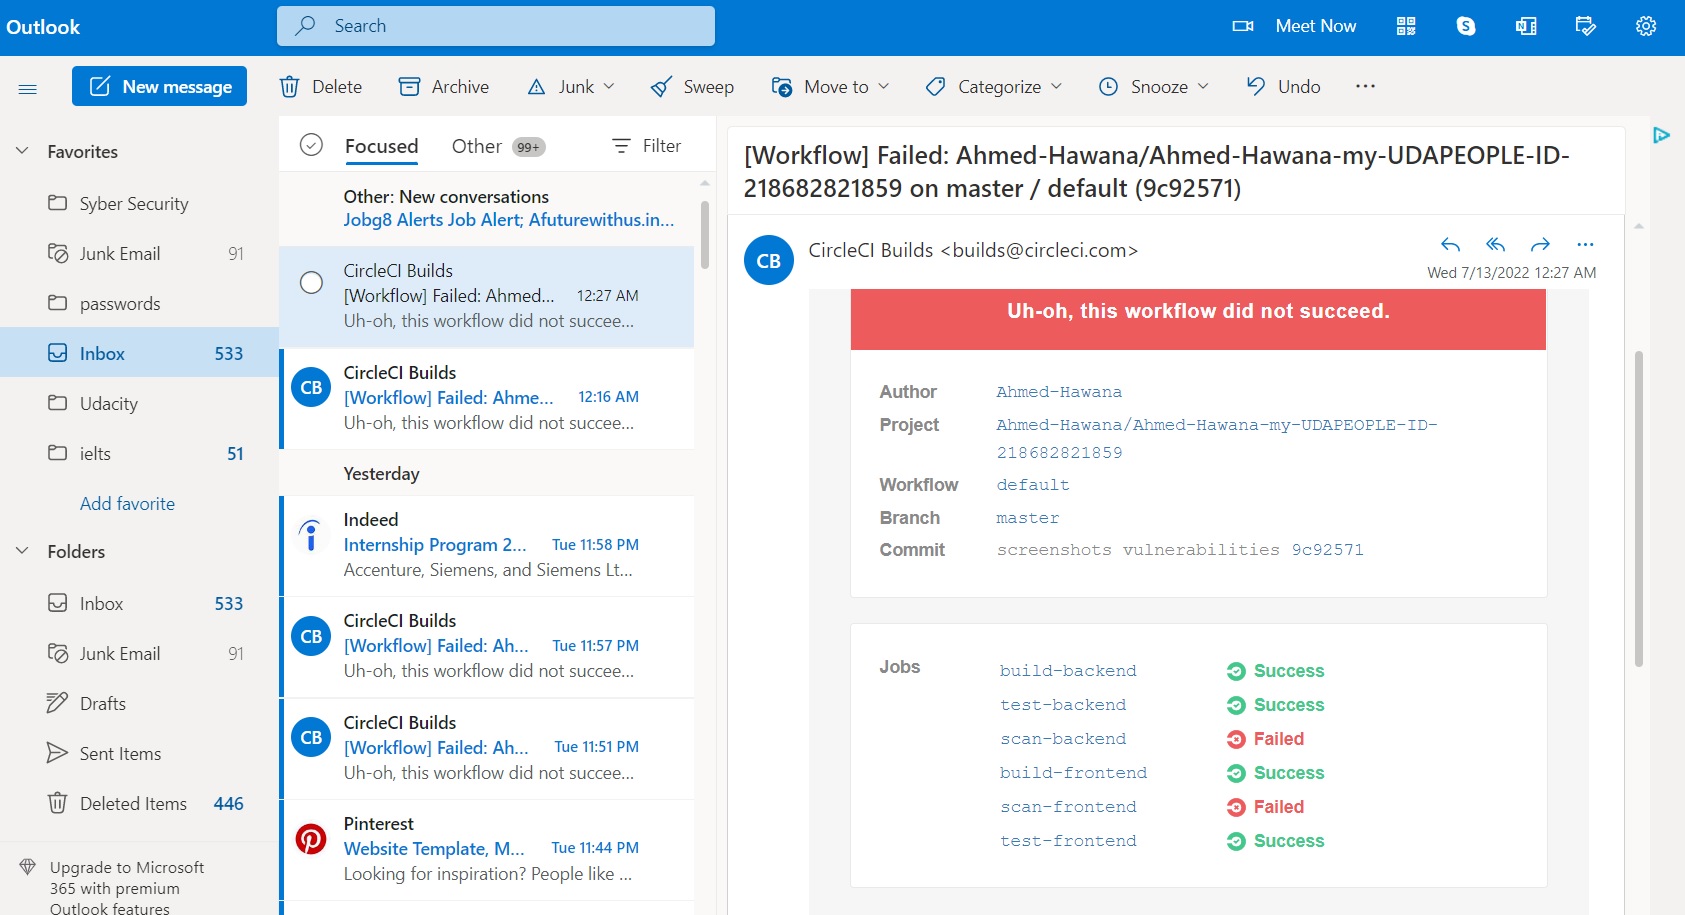 Outlook
Search
Meet Now
New message
Delete
Archive
Junk
Sweep
Move to
Categorize
Snooze
Undo
Favorites
Syber Security
Junk Email 91
passwords
Inbox 533
Udacity
ielts 51
Add favorite
Folders
Inbox 533
Junk Email 91
Drafts
Sent Items
Deleted Items 446
Upgrade to Microsoft
365 with premium
Outlook features
Focused
Other 99+
Filter
Other: New conversations
Jobg8 Alerts Job Alert; Afuturewithus.in...
CircleCI Builds
[Workflow] Failed: Ahmed... 12:27 AM
Uh-oh, this workflow did not succee...
CB
CircleCI Builds
[Workflow] Failed: Ahme... 12:16 AM
Uh-oh, this workflow did not succee...
Yesterday
Indeed
Internship Program 2... Tue 11:58 PM
Accenture, Siemens, and Siemens Lt...
CB
CircleCI Builds
[Workflow] Failed: Ah... Tue 11:57 PM
Uh-oh, this workflow did not succee...
CB
CircleCI Builds
[Workflow] Failed: Ah... Tue 11:51 PM
Uh-oh, this workflow did not succee...
Pinterest
Website Template, M... Tue 11:44 PM
Looking for inspiration? People like ...
[Workflow] Failed: Ahmed-Hawana/Ahmed-Hawana-my-UDAPEOPLE-ID-
218682821859 on master / default (9c92571)
CB
CircleCI Builds <builds@circleci.com>
Wed 7/13/2022 12:27 AM
Uh-oh, this workflow did not succeed.
Author Ahmed-Hawana
Project Ahmed-Hawana/Ahmed-Hawana-my-UDAPEOPLE-ID-
218682821859
Workflow default
Branch master
Commit screenshots vulnerabilities 9c92571
Jobs build-backend Success
test-backend Success
scan-backend Failed
build-frontend Success
scan-frontend Failed
test-frontend Success